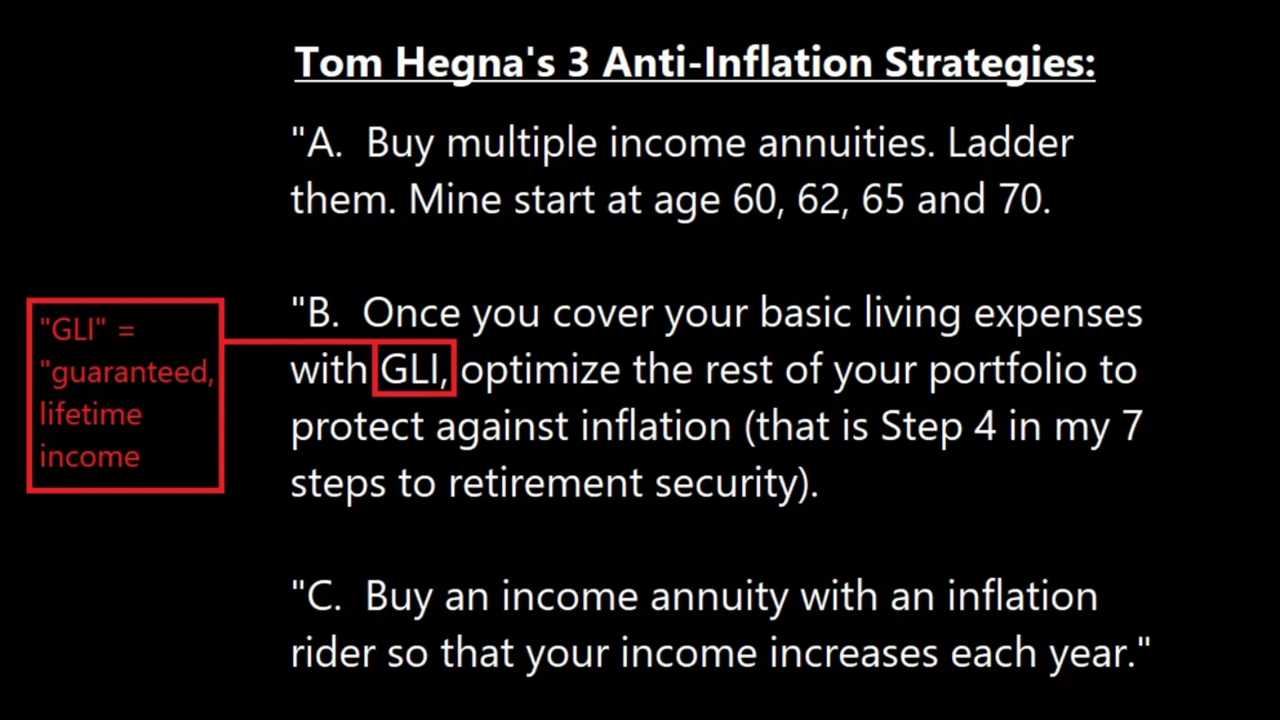 Tom Hegna's 3 Anti-Inflation Strategies:
"A.  Buy multiple income annuities. Ladder
them. Mine start at age 60, 62, 65 and 70.
"B.  Once you cover your basic living expenses
with GLI, optimize the rest of your portfolio to
protect against inflation (that is Step 4 in my 7
steps to retirement security).
"GLI" =
"guaranteed,
lifetime
income
"C.  Buy an income annuity with an inflation
rider so that your income increases each year."